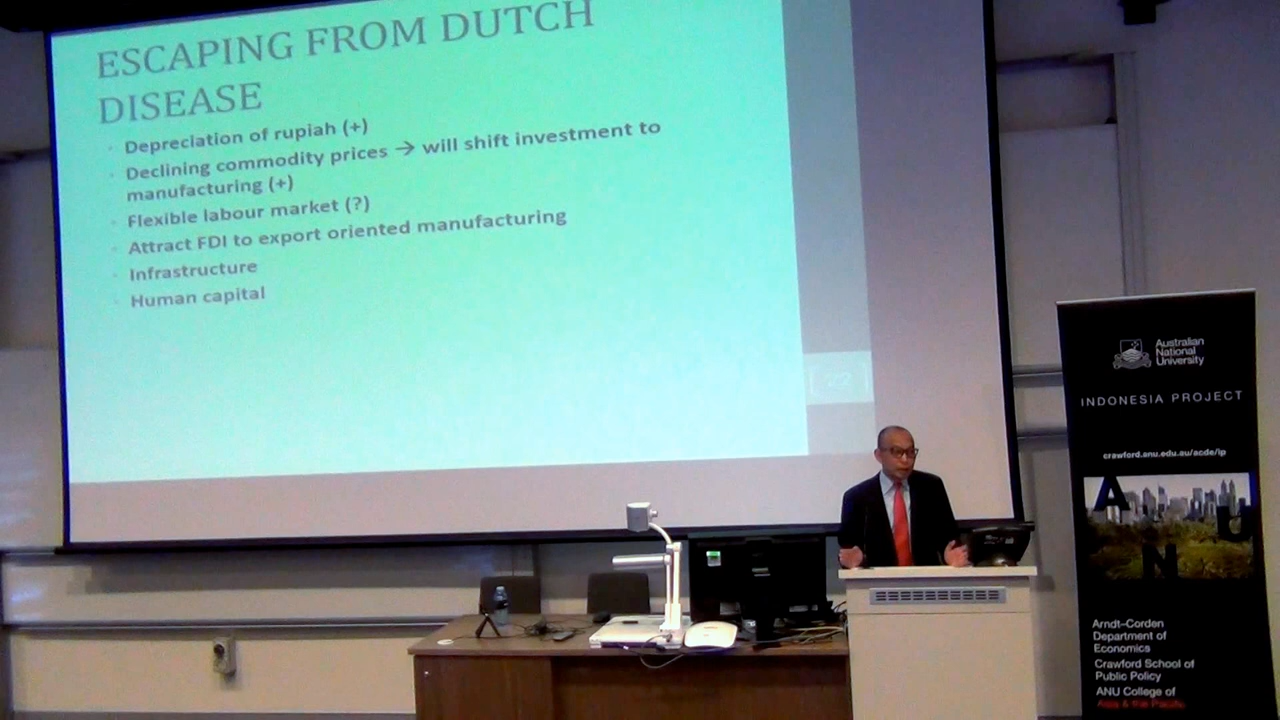 ESCAPING FROM DUTCH
DISEASE
Depreciation of rupiah (+)
Declining commodity prices → will shift investment to
manufacturing (+)
Flexible labour market (?)
Attract FDI to export oriented manufacturing
Infrastructure
Human capital
22
Australian
National
University
INDONESIA PROJECT
crawford.anu.edu.au/acde/ip
A
N
U
Arndt–Corden
Department of
Economics
Crawford School of
Public Policy
ANU College of
Asia & the Pacific